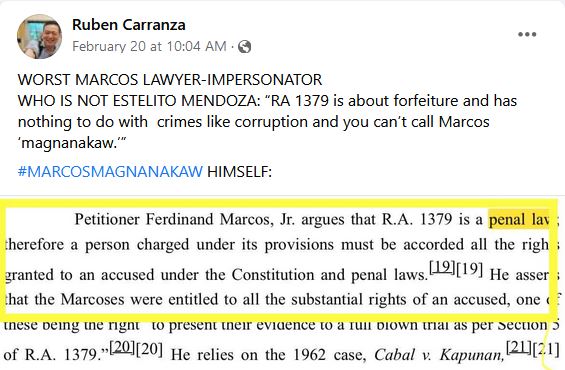 Ruben Carranza
February 20 at 10:04 AM ·
WORST MARCOS LAWYER-IMPERSONATOR
WHO IS NOT ESTELITO MENDOZA: “RA 1379 is about forfeiture and has
nothing to do with crimes like corruption and you can’t call Marcos
‘magnanakaw.’”
#MARCOSMAGNANAKAW HIMSELF:
Petitioner Ferdinand Marcos, Jr. argues that R.A. 1379 is a penal law;
therefore a person charged under its provisions must be accorded all the rights
granted to an accused under the Constitution and penal laws.[19][19] He asserts
that the Marcoses were entitled to all the substantial rights of an accused, one of
these being the right “to present their evidence to a full blown trial as per Section 5
of R.A. 1379.”[20][20] He relies on the 1962 case, Cabal v. Kapunan,[21][21]